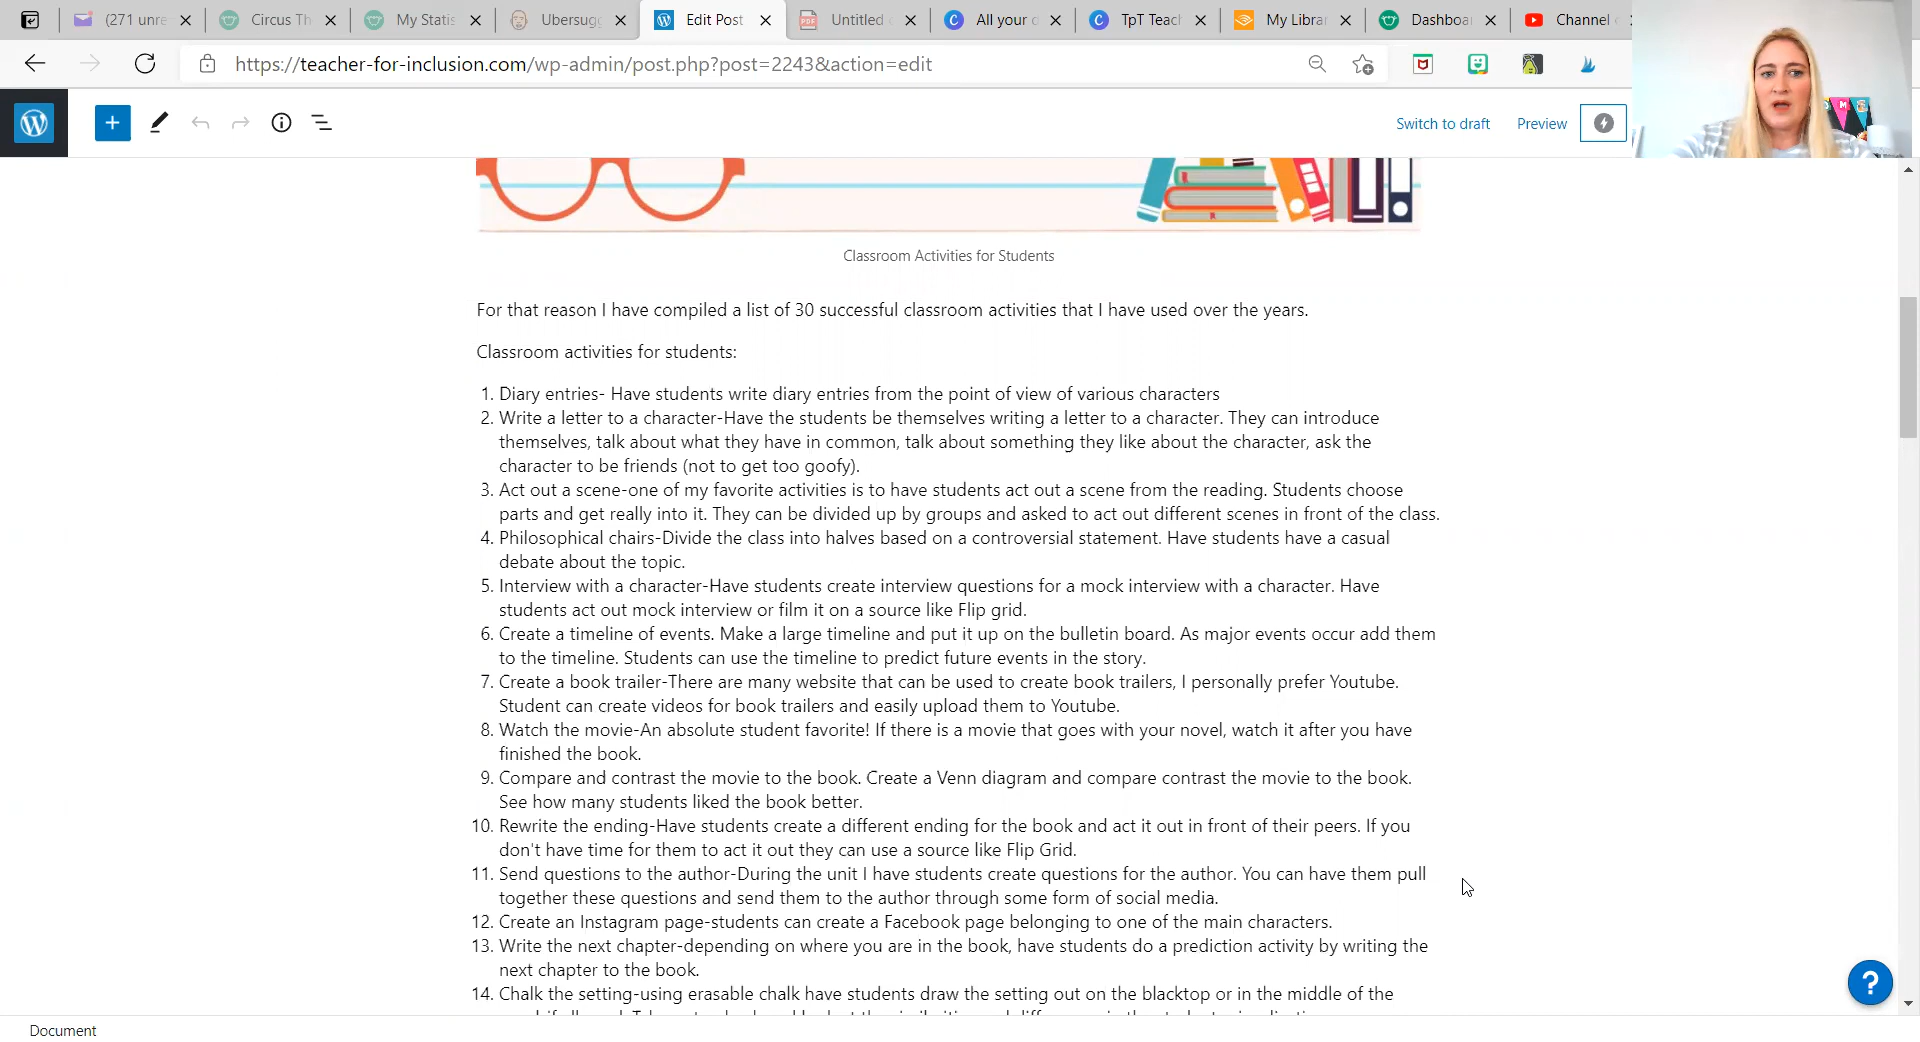 (271 unre
Circus Th
My Statis
Ubersugg
Edit Post
Untitled
All your
TpT Teach
My Librar
Dashboa
Channel
https://teacher-for-inclusion.com/wp-admin/post.php?post=2243&action=edit
Switch to draft
Preview
Classroom Activities for Students
For that reason I have compiled a list of 30 successful classroom activities that I have used over the years.
Classroom activities for students:
1. Diary entries- Have students write diary entries from the point of view of various characters
2. Write a letter to a character-Have the students be themselves writing a letter to a character. They can introduce
themselves, talk about what they have in common, talk about something they like about the character, ask the
character to be friends (not to get too goofy).
3. Act out a scene-one of my favorite activities is to have students act out a scene from the reading. Students choose
parts and get really into it. They can be divided up by groups and asked to act out different scenes in front of the class.
4. Philosophical chairs-Divide the class into halves based on a controversial statement. Have students have a casual
debate about the topic.
5. Interview with a character-Have students create interview questions for a mock interview with a character. Have
students act out mock interview or film it on a source like Flip grid.
6. Create a timeline of events. Make a large timeline and put it up on the bulletin board. As major events occur add them
to the timeline. Students can use the timeline to predict future events in the story.
7. Create a book trailer-There are many website that can be used to create book trailers, I personally prefer Youtube.
Student can create videos for book trailers and easily upload them to Youtube.
8. Watch the movie-An absolute student favorite! If there is a movie that goes with your novel, watch it after you have
finished the book.
9. Compare and contrast the movie to the book. Create a Venn diagram and compare contrast the movie to the book.
See how many students liked the book better.
10. Rewrite the ending-Have students create a different ending for the book and act it out in front of their peers. If you
don't have time for them to act it out they can use a source like Flip Grid.
11. Send questions to the author-During the unit I have students create questions for the author. You can have them pull
together these questions and send them to the author through some form of social media.
12. Create an Instagram page-students can create a Facebook page belonging to one of the main characters.
13. Write the next chapter-depending on where you are in the book, have students do a prediction activity by writing the
next chapter to the book.
14. Chalk the setting-using erasable chalk have students draw the setting out on the blacktop or in the middle of the
Document